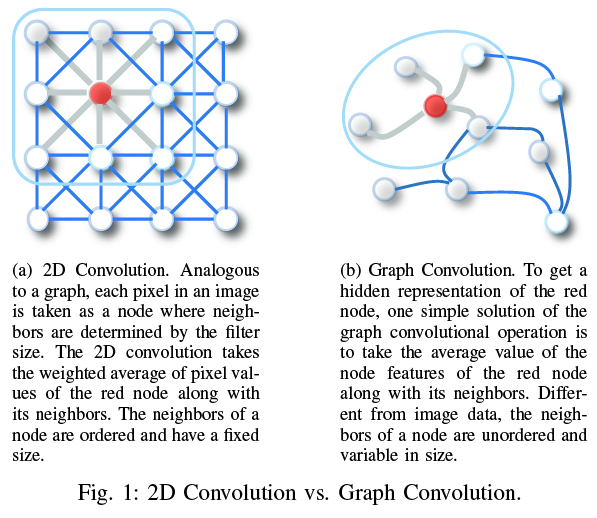 (a) 2D Convolution. Analogous
to a graph, each pixel in an image
is taken as a node where neigh-
bors are determined by the filter
size. The 2D convolution takes
the weighted average of pixel val-
ues of the red node along with
its neighbors. The neighbors of a
node are ordered and have a fixed
size.
(b) Graph Convolution. To get a
hidden representation of the red
node, one simple solution of the
graph convolutional operation is
to take the average value of the
node features of the red node
along with its neighbors. Differ-
ent from image data, the neigh-
bors of a node are unordered and
variable in size.
Fig. 1: 2D Convolution vs. Graph Convolution.